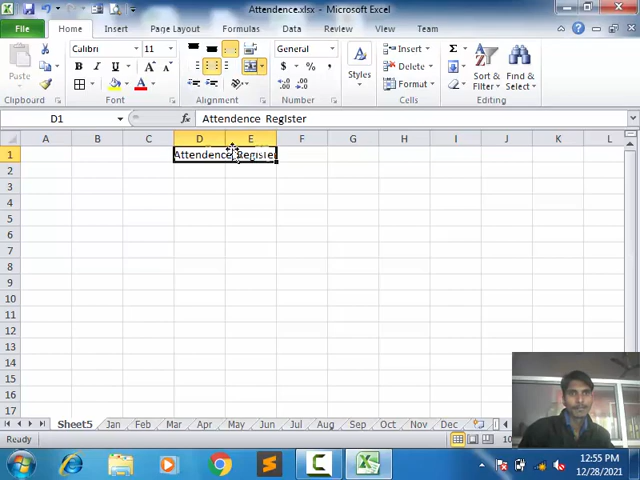 Attendence.xlsx - Microsoft Excel
File Home Insert Page Layout Formulas Data Review View Team
Paste
Clipboard
Calibri 11
B I U
Font
Alignment
General
$ % ,
Number
Styles
Insert
Delete
Format
Cells
Sort & Filter
Find & Select
Editing
D1 fx Attendence Register
A B C D E F G H I J K L
1 Attendence Register
2
3
4
5
6
7
8
9
10
11
12
13
14
15
16
17
Sheet5 Jan Feb Mar Apr May Jun Jul Aug Sep Oct Nov Dec
Ready 10
12:55 PM
12/28/2021